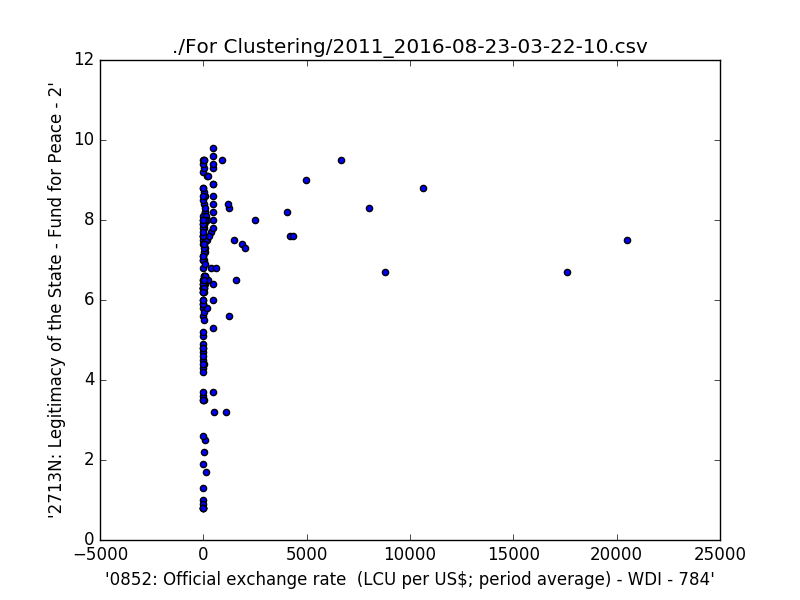 ./For Clustering/2011_2016-08-23-03-22-10.csv
12
10
8
6
4
2
0
'2713N: Legitimacy of the State - Fund for Peace - 2'
−5000 0 5000 10000 15000 20000 25000
'0852: Official exchange rate  (LCU per US$; period average) - WDI - 784'